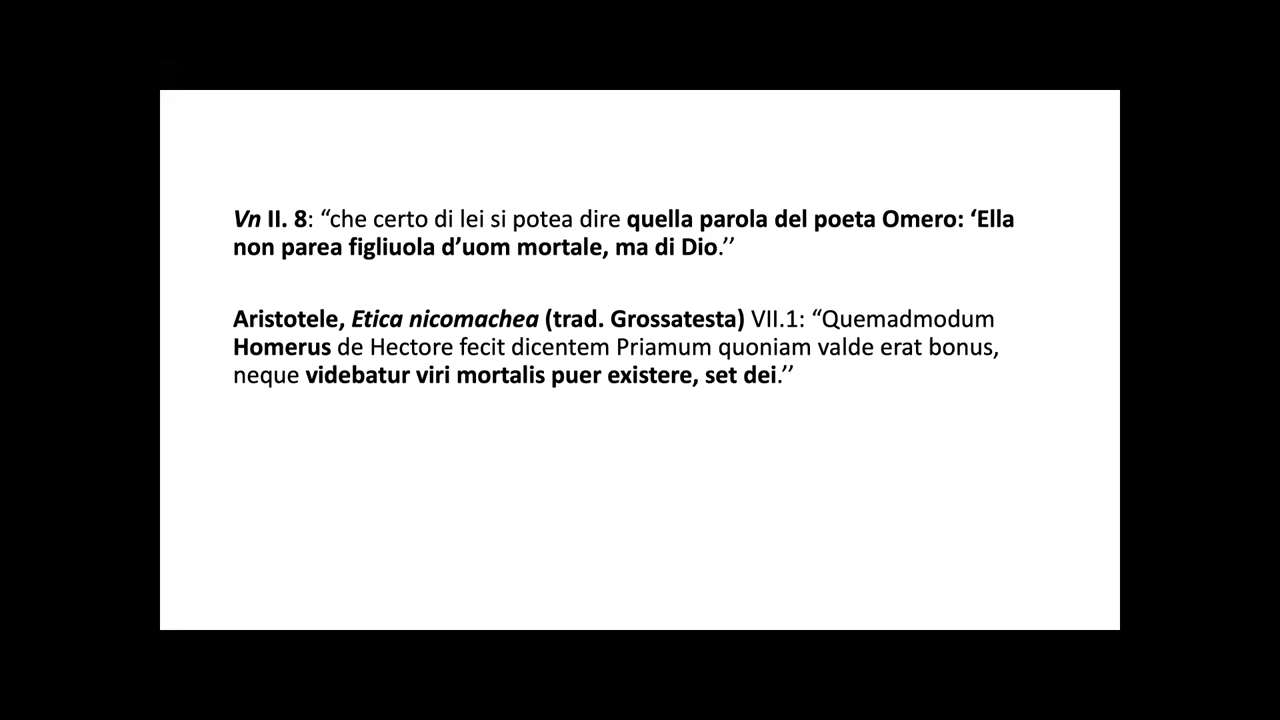 Vn II. 8: “che certo di lei si potea dire quella parola del poeta Omero: ‘Ella
non parea figliuola d’uom mortale, ma di Dio.’’
Aristotele, Etica nicomachea (trad. Grossatesta) VII.1: “Quemadmodum
Homerus de Hectore fecit dicentem Priamum quoniam valde erat bonus,
neque videbatur viri mortalis puer existere, set dei.’’